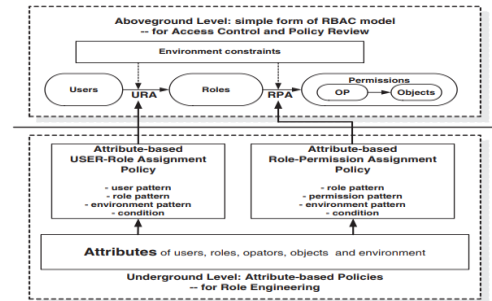 Aboveground Level: simple form of RBAC model
-- for Access Control and Policy Review
Environment constraints
Users
URA
Roles
RPA
Permissions
OP
Objects
Attribute-based
USER-Role Assignment
Policy
- user pattern
- role pattern
- environment pattern
- condition
Attribute-based
Role-Permission Assignment
Policy
- role pattern
- permission pattern
- environment pattern
- condition
Attributes of users, roles, opators, objects and environment
Underground Level: Attribute-based Policies
-- for Role Engineering